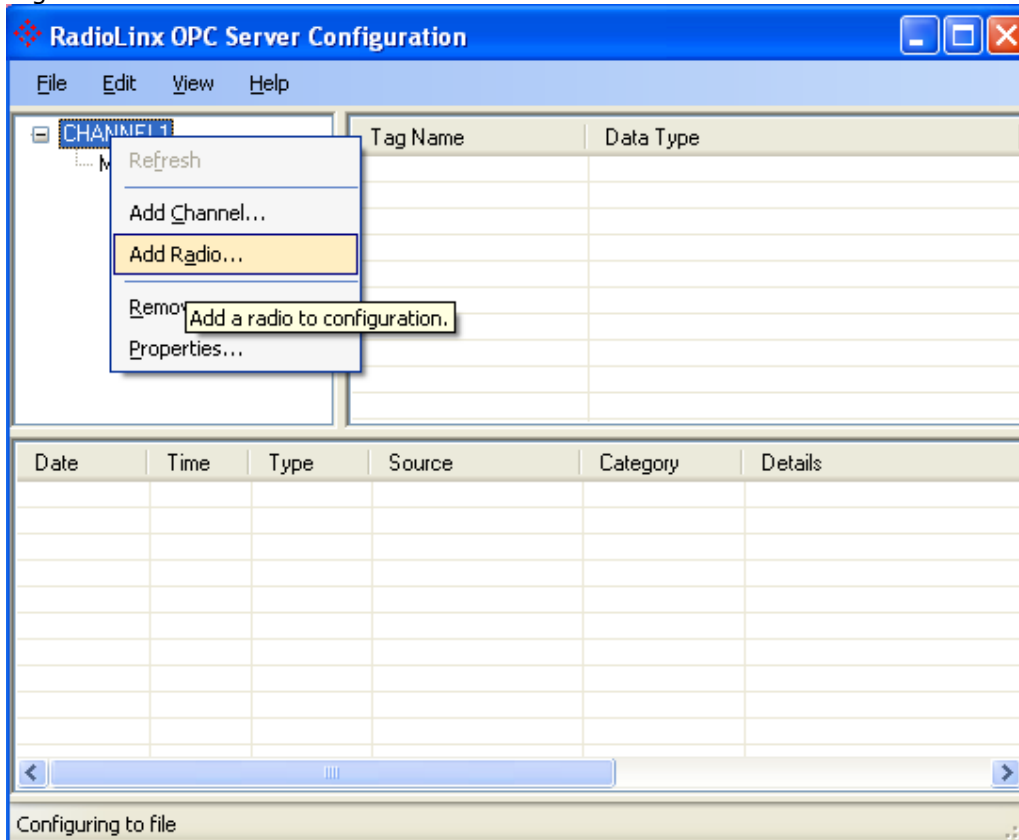 RadioLinx OPC Server Configuration
File Edit View Help
CHANNEL1
Tag Name Data Type
Refresh
Add Channel...
Add Radio...
Add a radio to configuration.
Properties...
Date Time Type Source Category Details
Configuring to file